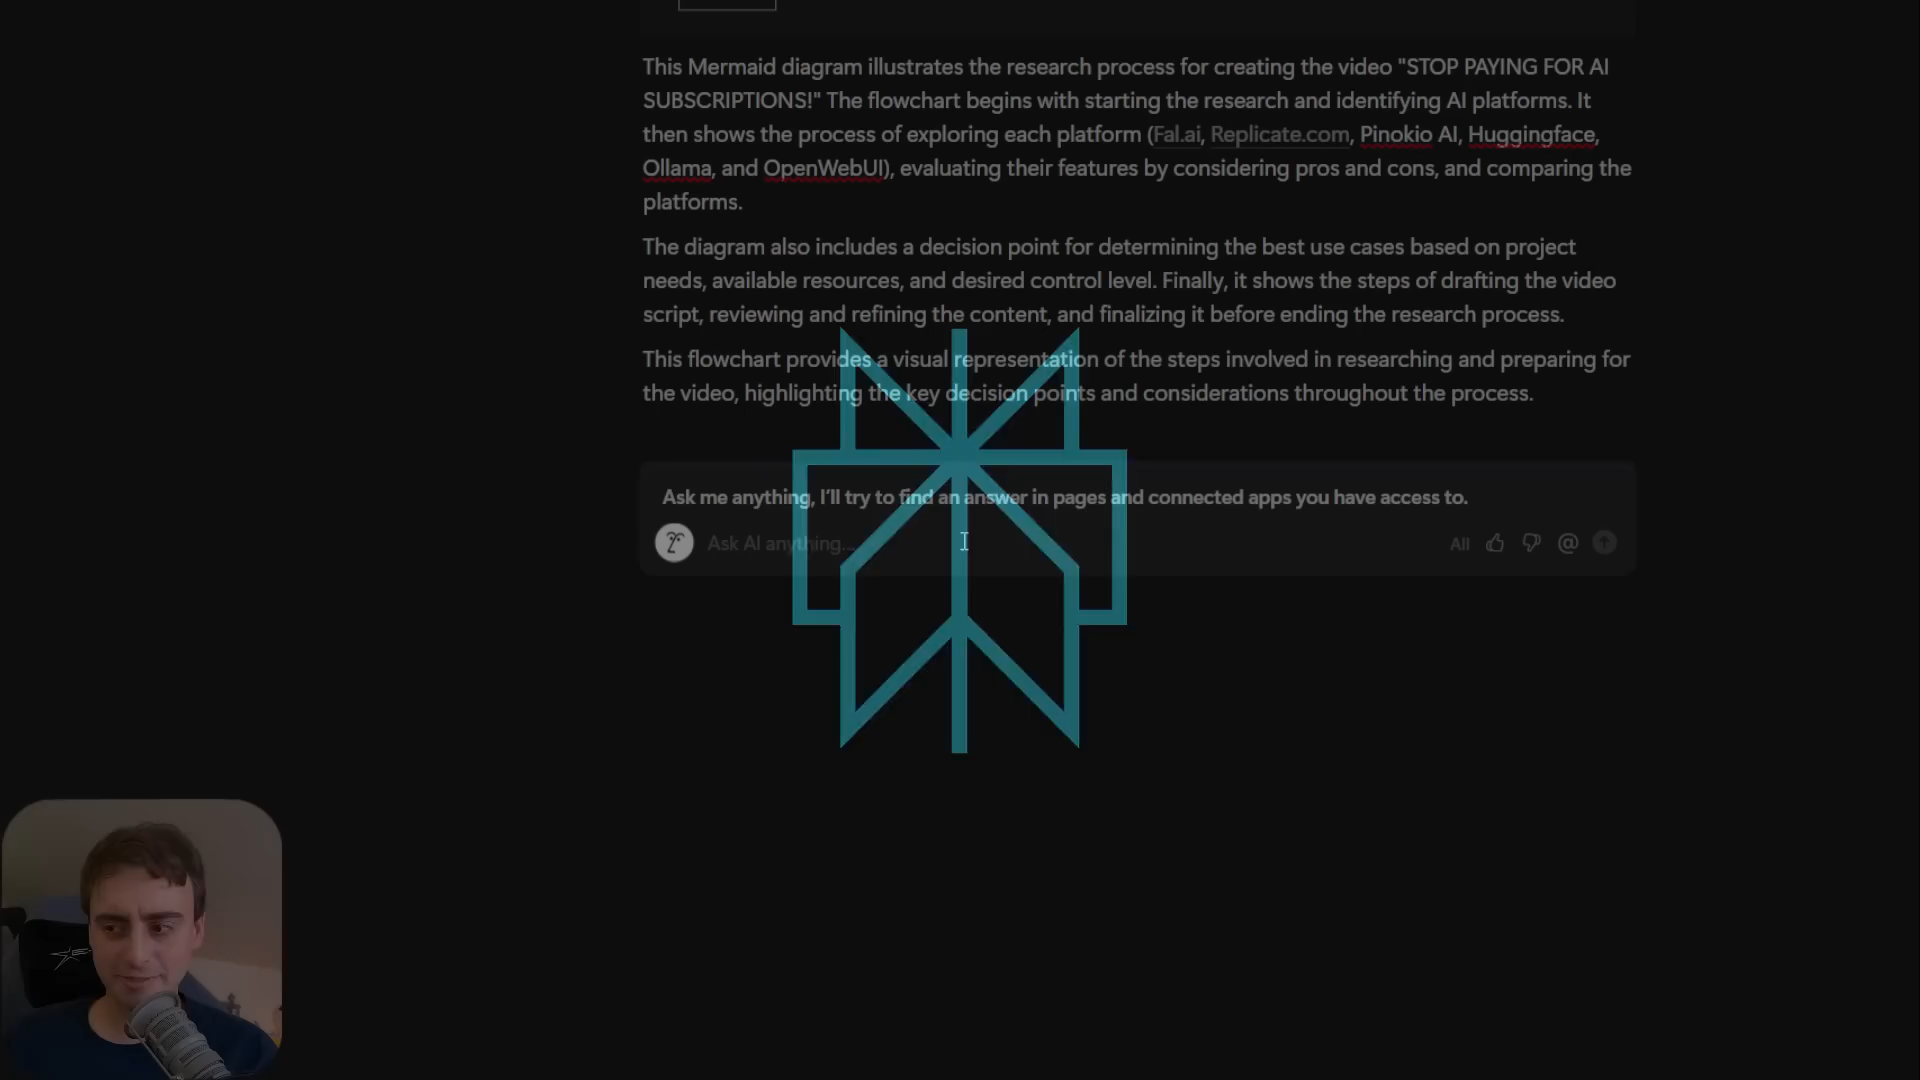 This Mermaid diagram illustrates the research process for creating the video "STOP PAYING FOR AI
SUBSCRIPTIONS!" The flowchart begins with starting the research and identifying AI platforms. It
then shows the process of exploring each platform (Fal.ai, Replicate.com, Pinokio AI, Huggingface,
Ollama, and OpenWebUI), evaluating their features by considering pros and cons, and comparing the
platforms.
The diagram also includes a decision point for determining the best use cases based on project
needs, available resources, and desired control level. Finally, it shows the steps of drafting the video
script, reviewing and refining the content, and finalizing it before ending the research process.
This flowchart provides a visual representation of the steps involved in researching and preparing for
the video, highlighting the key decision points and considerations throughout the process.
Ask me anything, I'll try to find an answer in pages and connected apps you have access to.
Ask AI anything... All @